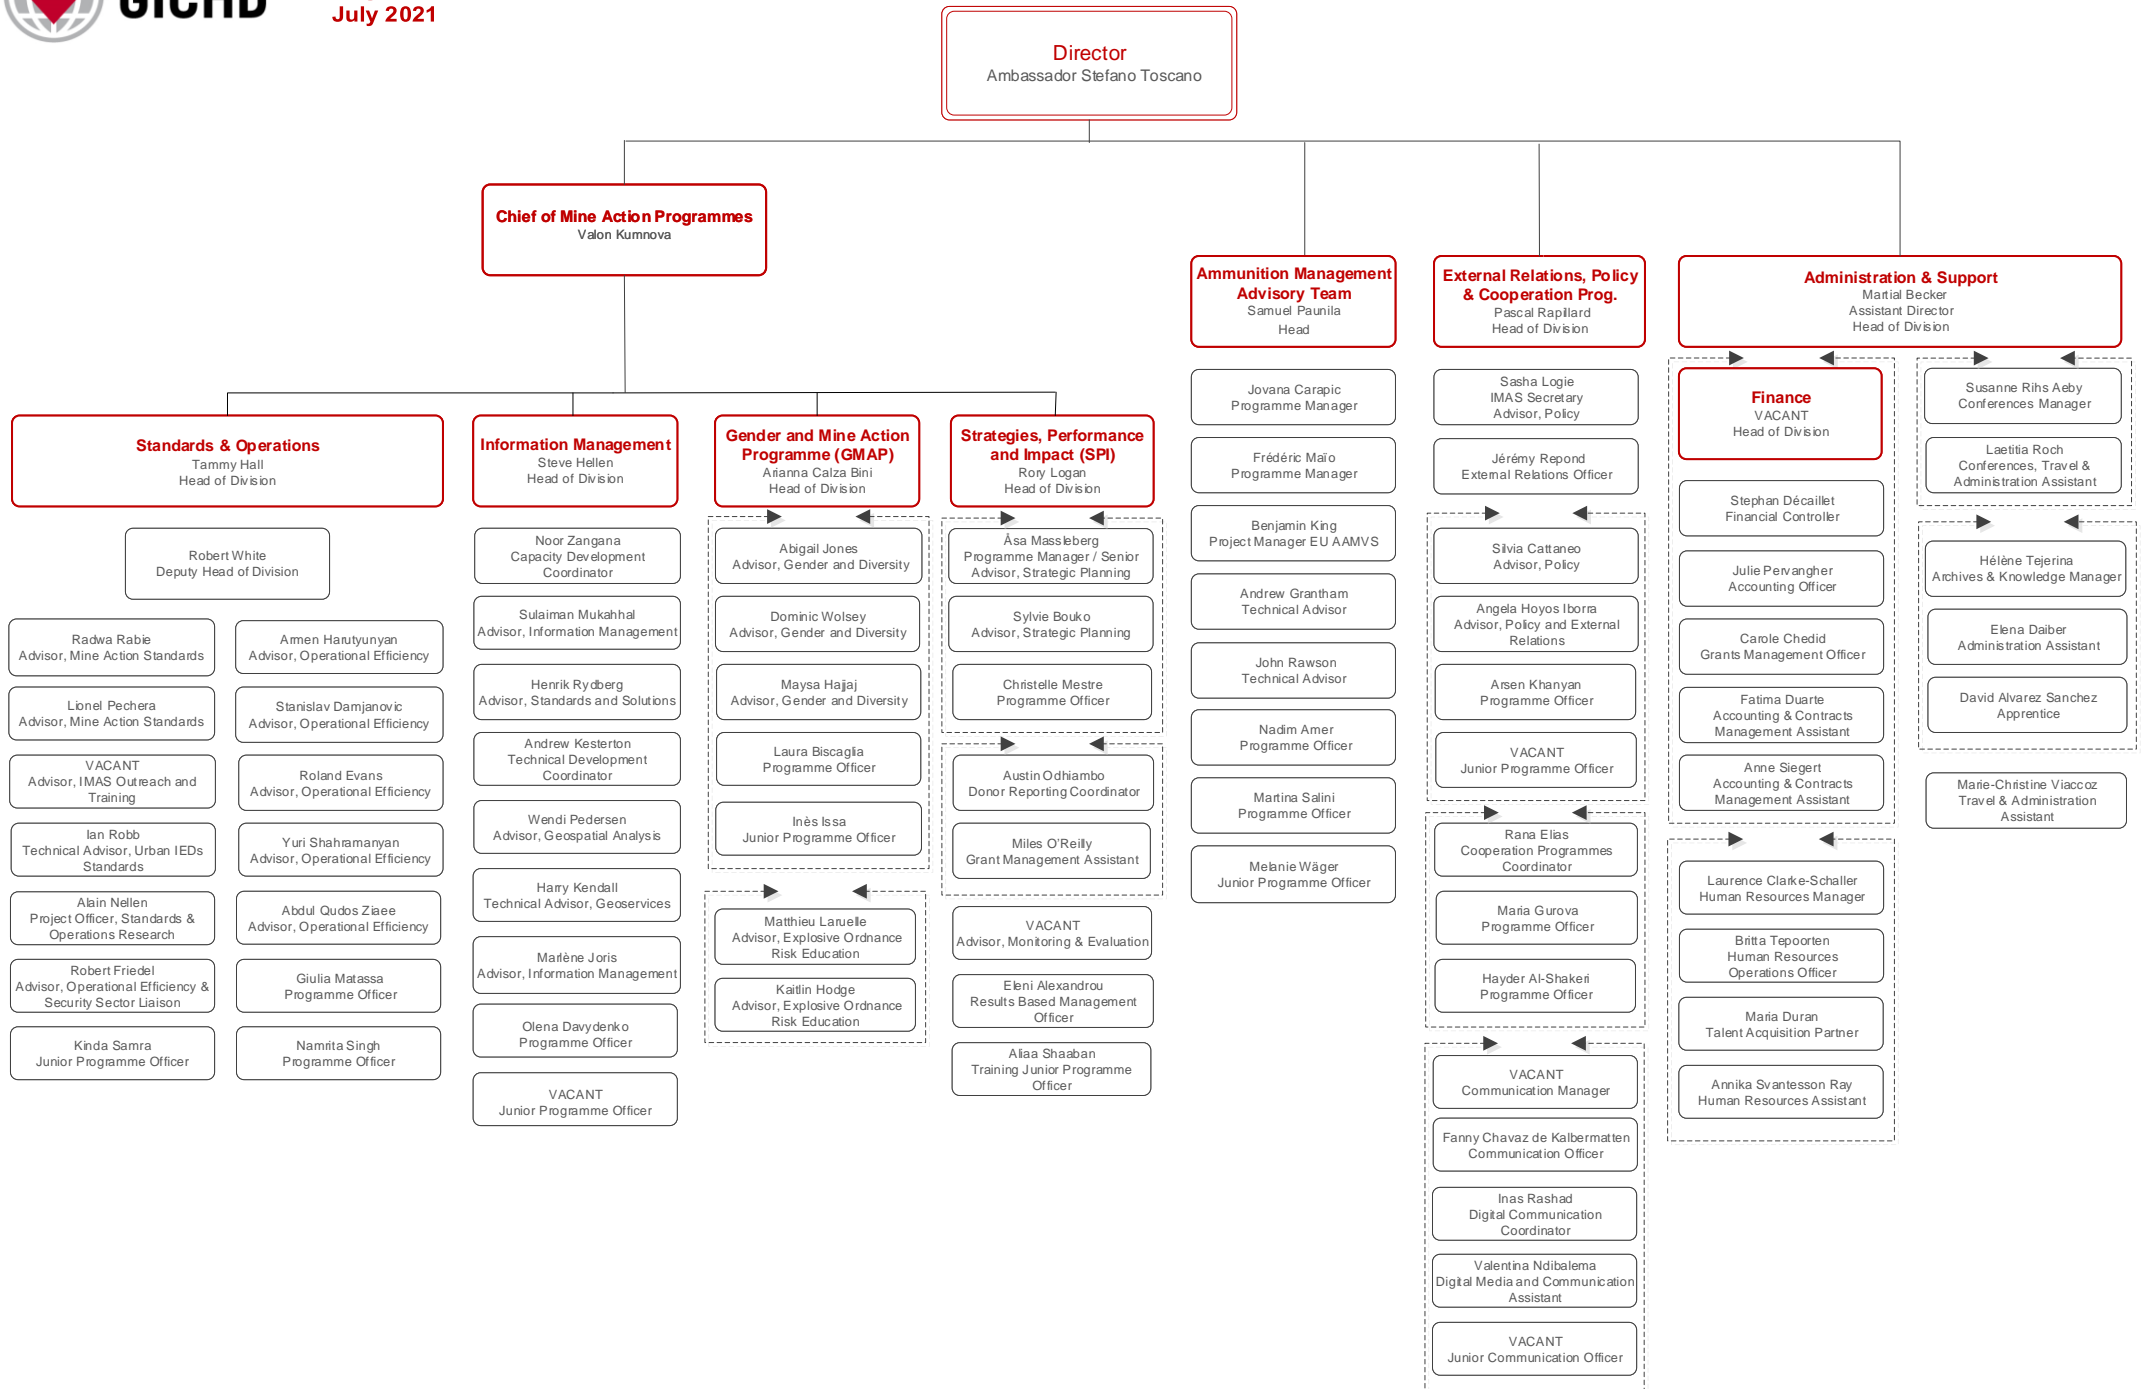 GICHD
July 2021
Director
Ambassador Stefano Toscano
Chief of Mine Action Programmes
Valon Kumnova
Ammunition Management
Advisory Team
Samuel Paunila
Head
External Relations, Policy
& Cooperation Prog.
Pascal Rapillard
Head of Division
Administration & Support
Martial Becker
Assistant Director
Head of Division
Standards & Operations
Tammy Hall
Head of Division
Robert White
Deputy Head of Division
Radwa Rabie
Advisor, Mine Action Standards
Lionel Pechera
Advisor, Mine Action Standards
VACANT
Advisor, IMAS Outreach and
Training
Ian Robb
Technical Advisor, Urban IEDs
Standards
Alain Nellen
Project Officer, Standards &
Operations Research
Robert Friedel
Advisor, Operational Efficiency &
Security Sector Liaison
Kinda Samra
Junior Programme Officer
Armen Harutyunyan
Advisor, Operational Efficiency
Stanislav Damjanovic
Advisor, Operational Efficiency
Roland Evans
Advisor, Operational Efficiency
Yuri Shahramanyan
Advisor, Operational Efficiency
Abdul Qudos Ziaee
Advisor, Operational Efficiency
Giulia Matassa
Programme Officer
Namrita Singh
Programme Officer
Information Management
Steve Hellen
Head of Division
Noor Zangana
Capacity Development
Coordinator
Sulaiman Mukahhal
Advisor, Information Management
Henrik Rydberg
Advisor, Standards and Solutions
Andrew Kesterton
Technical Development
Coordinator
Wendi Pedersen
Advisor, Geospatial Analysis
Harry Kendall
Technical Advisor, Geoservices
Marlène Joris
Advisor, Information Management
Olena Davydenko
Programme Officer
VACANT
Junior Programme Officer
Gender and Mine Action
Programme (GMAP)
Arianna Calza Bini
Head of Division
Abigail Jones
Advisor, Gender and Diversity
Dominic Wolsey
Advisor, Gender and Diversity
Maysa Hajjaj
Advisor, Gender and Diversity
Laura Biscaglia
Programme Officer
Inès Issa
Junior Programme Officer
Matthieu Laruelle
Advisor, Explosive Ordnance
Risk Education
Kaitlin Hodge
Advisor, Explosive Ordnance
Risk Education
Strategies, Performance
and Impact (SPI)
Rory Logan
Head of Division
Åsa Massleberg
Programme Manager / Senior
Advisor, Strategic Planning
Sylvie Bouko
Advisor, Strategic Planning
Christelle Mestre
Programme Officer
Austin Odhiambo
Donor Reporting Coordinator
Miles O'Reilly
Grant Management Assistant
VACANT
Advisor, Monitoring & Evaluation
Eleni Alexandrou
Results Based Management
Officer
Aliaa Shaaban
Training Junior Programme
Officer
Jovana Carapic
Programme Manager
Frédéric Maïo
Programme Manager
Benjamin King
Project Manager EU AAMVS
Andrew Grantham
Technical Advisor
John Rawson
Technical Advisor
Nadim Amer
Programme Officer
Martina Salini
Programme Officer
Melanie Wäger
Junior Programme Officer
Sasha Logie
IMAS Secretary
Advisor, Policy
Jérémy Repond
External Relations Officer
Silvia Cattaneo
Advisor, Policy
Angela Hoyos Iborra
Advisor, Policy and External
Relations
Arsen Khanyan
Programme Officer
VACANT
Junior Programme Officer
Rana Elias
Cooperation Programmes
Coordinator
Maria Gurova
Programme Officer
Hayder Al-Shakeri
Programme Officer
VACANT
Communication Manager
Fanny Chavaz de Kalbermatten
Communication Officer
Inas Rashad
Digital Communication
Coordinator
Valentina Ndibalema
Digital Media and Communication
Assistant
VACANT
Junior Communication Officer
Finance
VACANT
Head of Division
Stephan Décaillet
Financial Controller
Julie Pervangher
Accounting Officer
Carole Chedid
Grants Management Officer
Fatima Duarte
Accounting & Contracts
Management Assistant
Anne Siegert
Accounting & Contracts
Management Assistant
Laurence Clarke-Schaller
Human Resources Manager
Britta Tepoorten
Human Resources
Operations Officer
Maria Duran
Talent Acquisition Partner
Annika Svantesson Ray
Human Resources Assistant
Susanne Rihs Aeby
Conferences Manager
Laetitia Roch
Conferences, Travel &
Administration Assistant
Hélène Tejerina
Archives & Knowledge Manager
Elena Daiber
Administration Assistant
David Alvarez Sanchez
Apprentice
Marie-Christine Viaccoz
Travel & Administration
Assistant